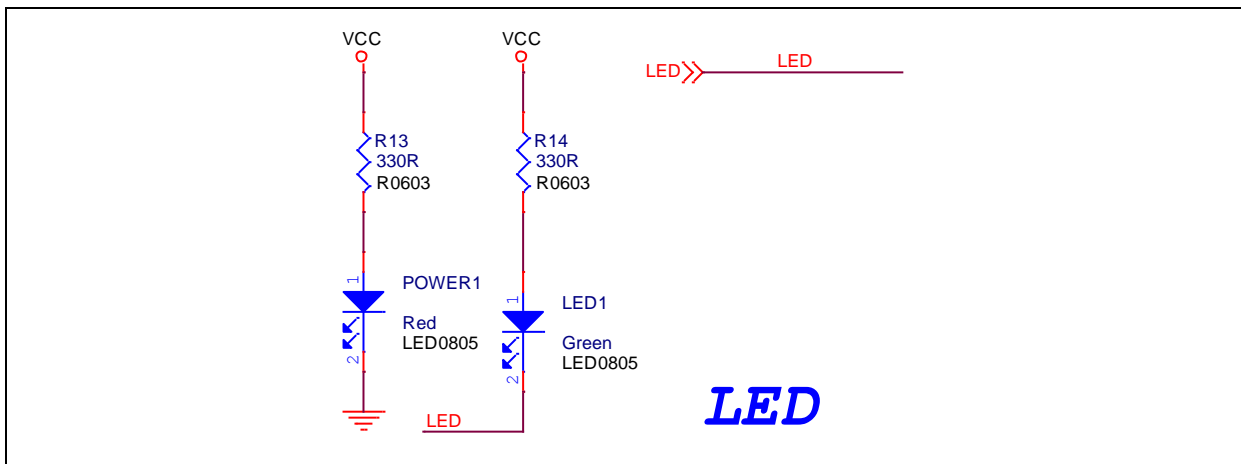 VCC
R13
330R
R0603
1
POWER1
Red
LED0805
2
VCC
R14
330R
R0603
1
LED1
Green
LED0805
2
LED
LED
LED
LED